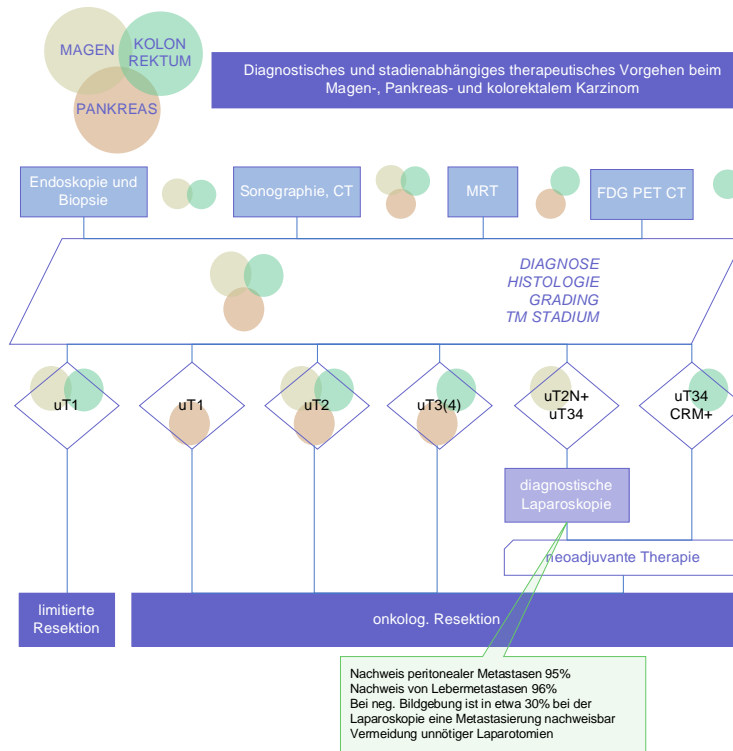 MAGEN
KOLON
REKTUM
PANKREAS
Diagnostisches und stadienabhängiges therapeutisches Vorgehen beim
Magen-, Pankreas- und kolorektalem Karzinom
Endoskopie und
Biopsie
Sonographie, CT
MRT
FDG PET CT
DIAGNOSE
HISTOLOGIE
GRADING
TM STADIUM
uT1
uT1
uT2
uT3(4)
uT2N+
uT34
uT34
CRM+
diagnostische
Laparoskopie
neoadjuvante Therapie
limitierte
Resektion
onkolog. Resektion
Nachweis peritonealer Metastasen 95%
Nachweis von Lebermetastasen 96%
Bei neg. Bildgebung ist in etwa 30% bei der
Laparoskopie eine Metastasierung nachweisbar
Vermeidung unnötiger Laparotomien